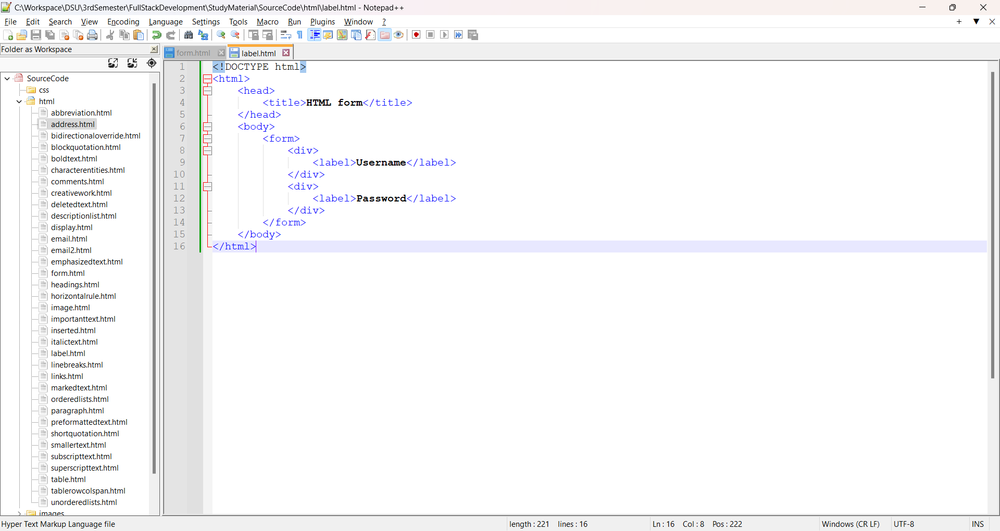 C:\Workspace\DSU\3rdSemester\FullStackDevelopment\StudyMaterial\SourceCode\html\label.html - Notepad++
File Edit Search View Encoding Language Settings Tools Macro Run Plugins Window ?
Folder as Workspace
form.html label.html
SourceCode
css
html
abbreviation.html
address.html
bidirectionaloverride.html
blockquotation.html
boldtext.html
characterentities.html
comments.html
creativework.html
deletedtext.html
descriptionlist.html
display.html
email.html
email2.html
emphasizedtext.html
form.html
headings.html
horizontalrule.html
image.html
importanttext.html
inserted.html
italictext.html
label.html
linebreaks.html
links.html
markedtext.html
orderedlists.html
paragraph.html
preformattedtext.html
shortquotation.html
smallertext.html
subscripttext.html
superscripttext.html
table.html
tablerowcolspan.html
unorderedlists.html
images
1 <!DOCTYPE html>
2 <html>
3 <head>
4 <title>HTML form</title>
5 </head>
6 <body>
7 <form>
8 <div>
9 <label>Username</label>
10 </div>
11 <div>
12 <label>Password</label>
13 </div>
14 </form>
15 </body>
16 </html>
Hyper Text Markup Language file length : 221 lines : 16 Ln : 16 Col : 8 Pos : 222 Windows (CR LF) UTF-8 INS